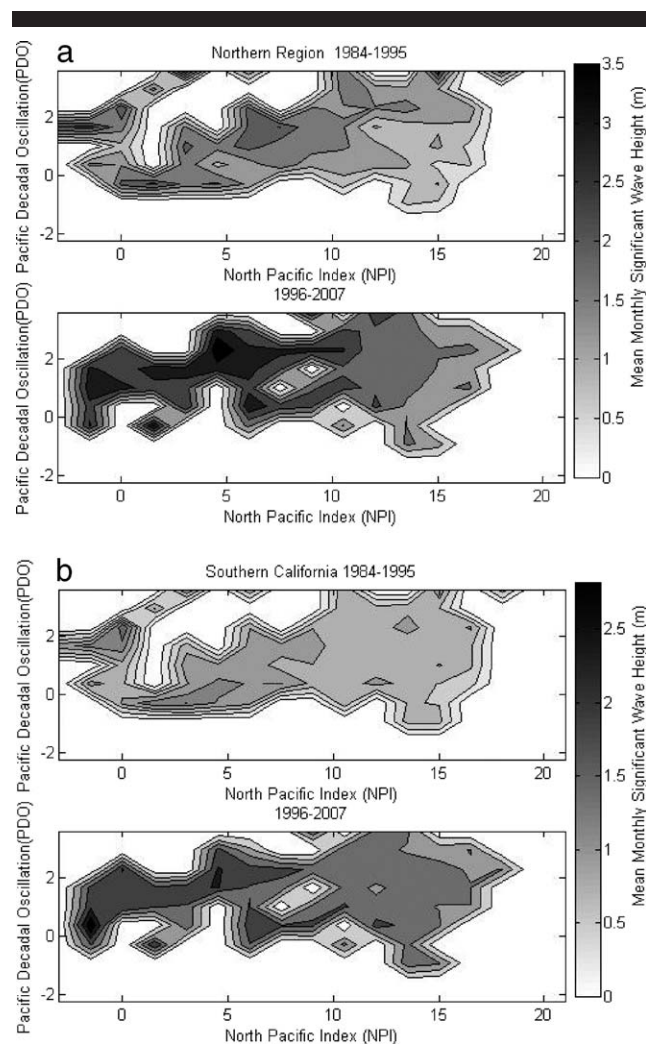 a
Northern Region 1984-1995
Pacific Decadal Oscillation(PDO)
2
0
-2
0 5 10 15 20
North Pacific Index (NPI)
1996-2007
Pacific Decadal Oscillation(PDO)
2
0
-2
0 5 10 15 20
North Pacific Index (NPI)
3.5
3
2.5
2
1.5
1
0.5
0
Mean Monthly Significant Wave Height (m)
b
Southern California 1984-1995
Pacific Decadal Oscillation(PDO)
2
0
-2
0 5 10 15 20
North Pacific Index (NPI)
1996-2007
Pacific Decadal Oscillation(PDO)
2
0
-2
0 5 10 15 20
North Pacific Index (NPI)
2.5
2
1.5
1
0.5
0
Mean Monthly Significant Wave Height (m)